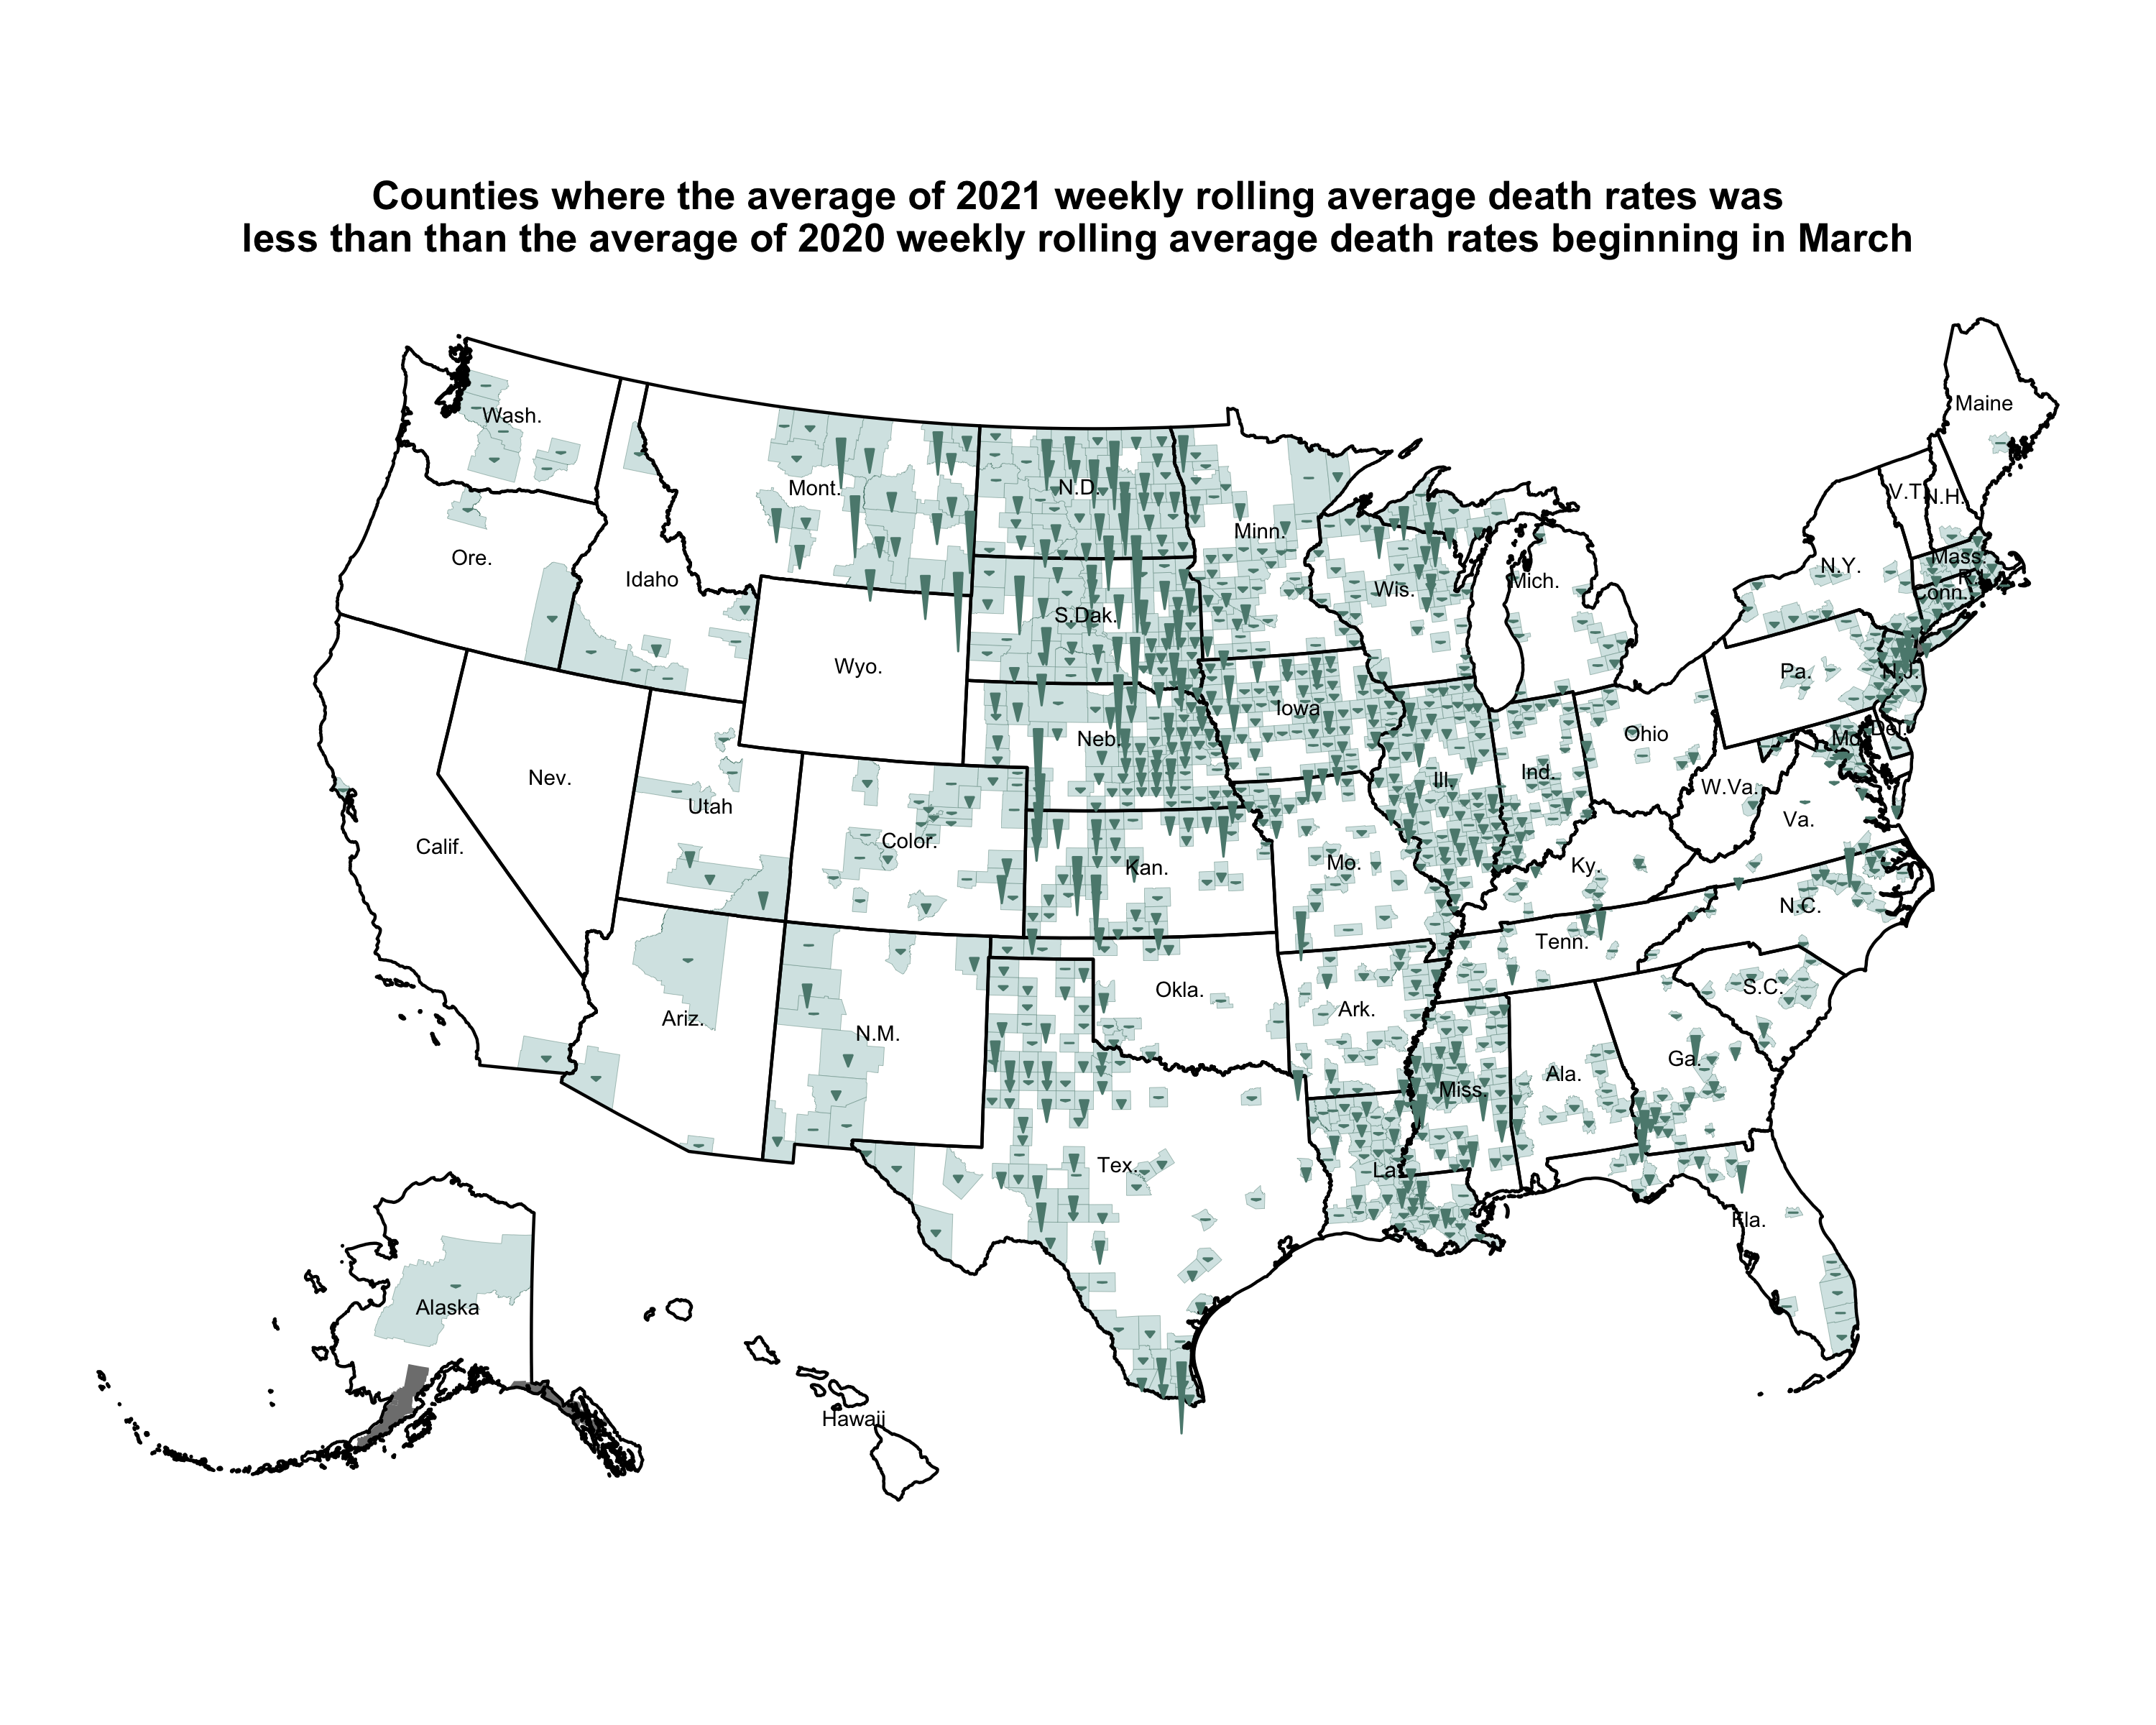 Counties where the average of 2021 weekly rolling average death rates was
less than than the average of 2020 weekly rolling average death rates beginning in March
Maine
Wash.
Mont.
N.D.
V.T.
N.H.
Minn.
Ore.
Idaho
Mass.
N.Y.
R.I.
Mich.
Wis.
Conn.
S.Dak.
Wyo.
Pa.
N.J.
Iowa
Ohio
Del.
Neb.
Md.
Nev.
Ind.
Ill.
W.Va.
Utah
Va.
Color.
Calif.
Kan.
Mo.
Ky.
N.C.
Tenn.
Okla.
S.C.
Ark.
Ariz.
N.M.
Ga.
Ala.
Miss.
Tex.
La.
Fla.
Alaska
Hawaii